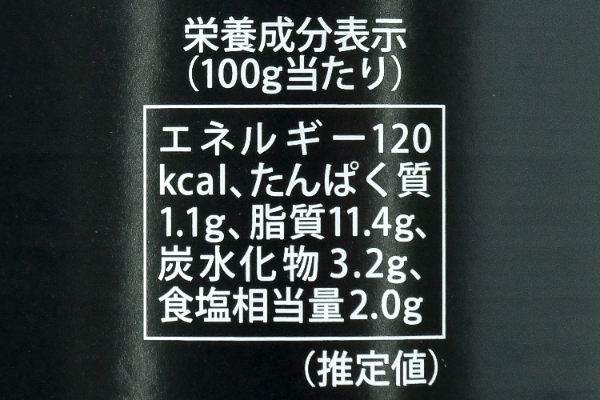 栄養成分表示
（100g当たり）
エネルギー120
kcal、たんぱく質
1.1g、脂質11.4g、
炭水化物3.2g、
食塩相当量2.0g
（推定値）